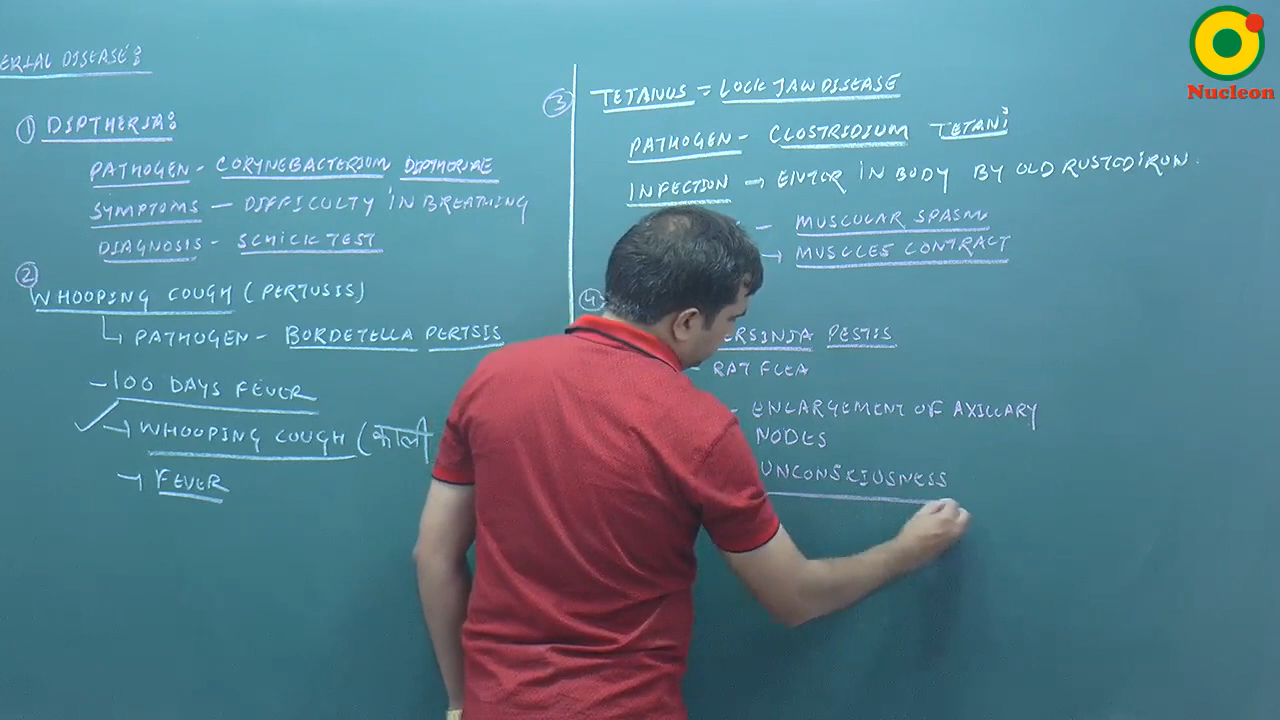 ERIAL DISEASE:
① DIPTHERIA:
PATHOGEN - CORYNEBACTERIUM DIPTHERIAE
SYMPTOMS - DIFFICULTY IN BREATHING
DIAGNOSIS - SCHICK TEST
② WHOOPING COUGH (PERTUSIS)
PATHOGEN - BORDETELLA PERTSIS
- 100 DAYS FEVER
✓ → WHOOPING COUGH (काली
→ FEVER
③ TETANUS = LOCK JAW DISEASE
PATHOGEN - CLOSTRIDIUM TETANI
INFECTION → ENTER IN BODY BY OLD RUSTED IRON.
- MUSCULAR SPASM
→ MUSCLES CONTRACT
④
ERSINIA PESTIS
RAT FLEA
- ENLARGEMENT OF AXILLARY
NODES
UNCONSCIUSNESS
Nucleon